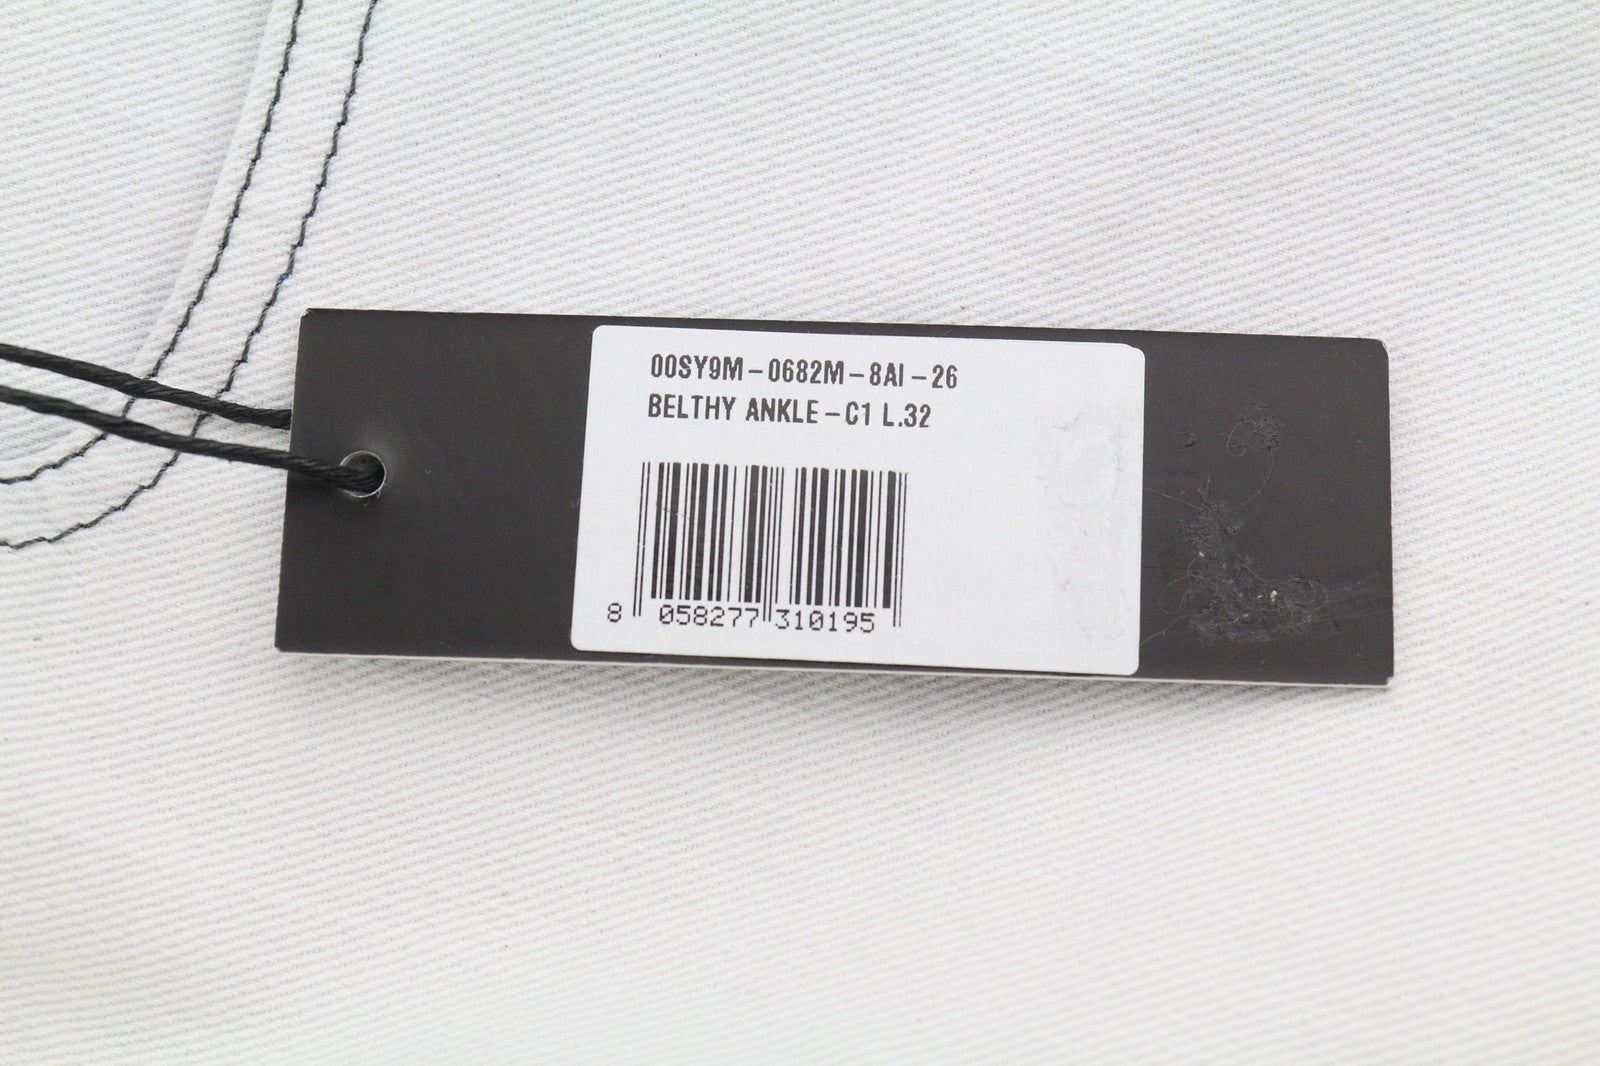 00SY9M-0682M-8AI-26
BELTHY ANKLE-C1 L.32
8 058277 310195